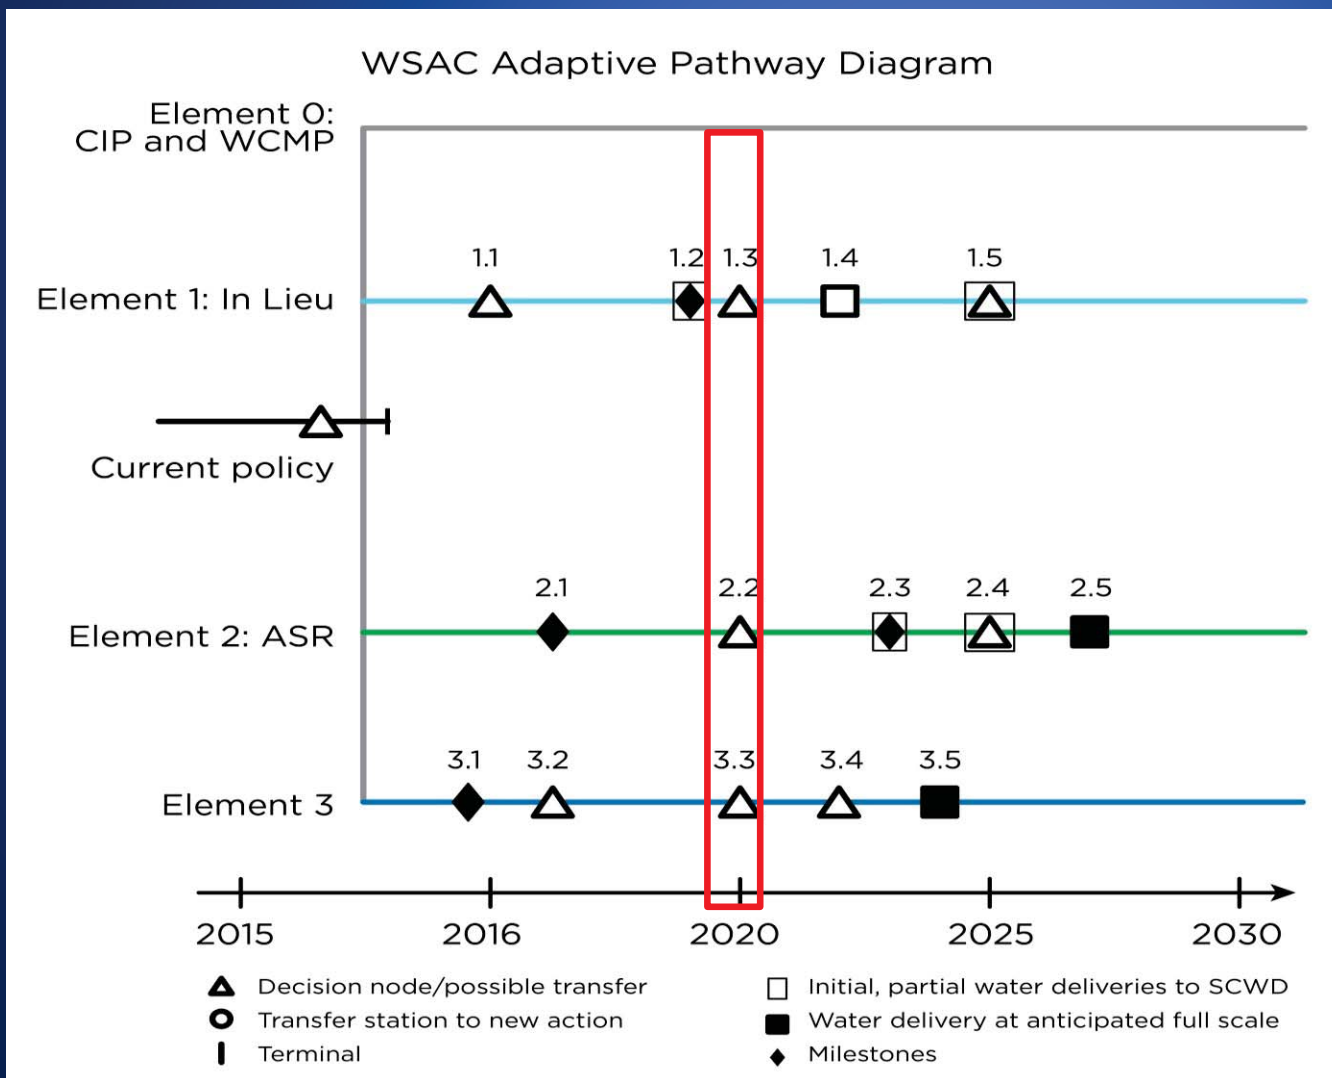 WSAC Adaptive Pathway Diagram
Element 0:
CIP and WCMP
1.1 1.2 1.3 1.4 1.5
Element 1: In Lieu
Current policy
2.1 2.2 2.3 2.4 2.5
Element 2: ASR
3.1 3.2 3.3 3.4 3.5
Element 3
2015 2016 2020 2025 2030
Decision node/possible transfer
Transfer station to new action
Terminal
Initial, partial water deliveries to SCWD
Water delivery at anticipated full scale
Milestones